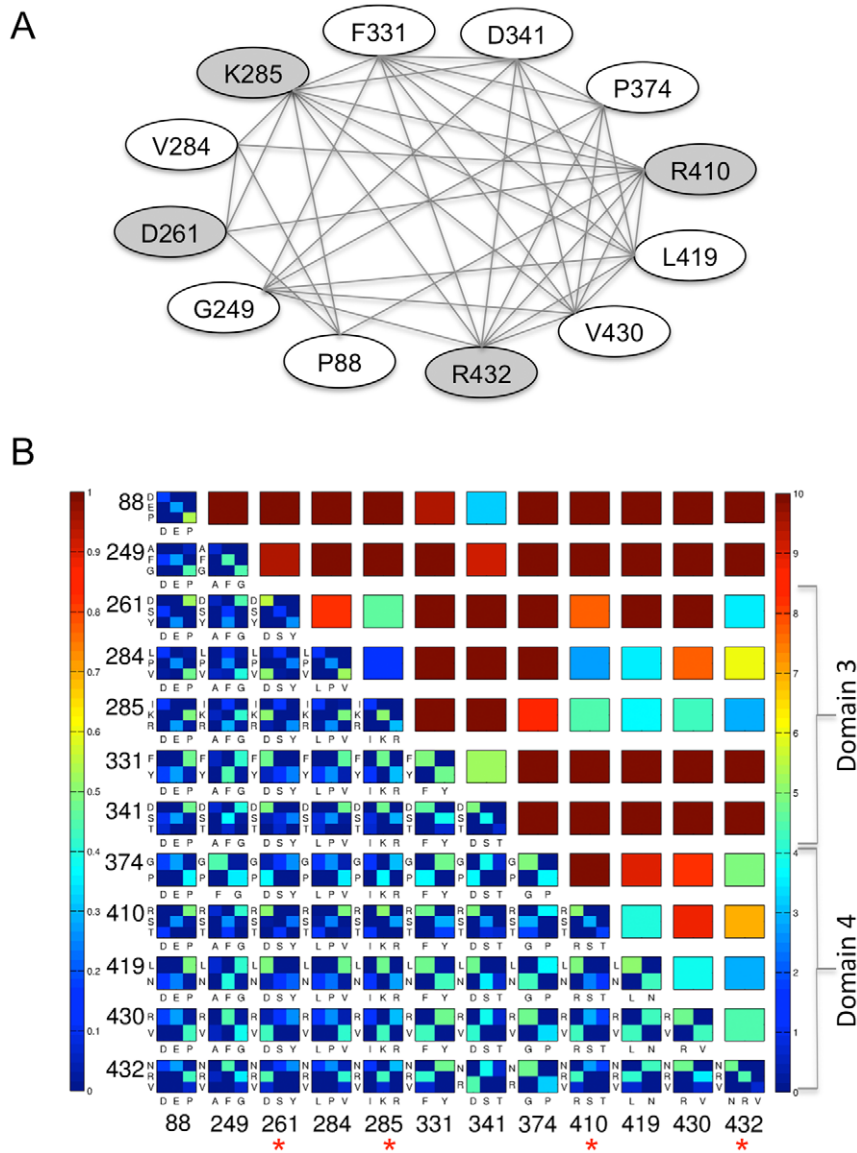 A
F331
D341
K285
P374
V284
R410
D261
L419
G249
V430
P88
R432
B
1
0.9
0.8
0.7
0.6
0.5
0.4
0.3
0.2
0.1
0
10
9
8
7
6
5
4
3
2
1
0
88
D E P
D E P
249
A F G
A F G
D E P
A F G
261
D S Y
D S Y
D S Y
D E P
A F G
D S Y
284
L P V
L P V
L P V
L P V
D E P
A F G
D S Y
L P V
285
I K R
I K R
I K R
I K R
I K R
D E P
A F G
D S Y
L P V
I K R
331
F Y
F Y
F Y
F Y
F Y
F Y
D E P
A F G
D S Y
L P V
I K R
F Y
341
D S T
D S T
D S T
D S T
D S T
D S T
D S T
D E P
A F G
D S Y
L P V
I K R
F Y
D S T
374
G P
G P
G P
G P
G P
G P
G P
G P
D E P
F G
D S Y
L P V
I K R
F Y
D S T
G P
410
R S T
R S T
R S T
R S T
R S T
R S T
R S T
R S T
R S T
D E P
A F G
D S Y
L P V
I K R
F Y
D S T
G P
R S T
419
L N
L N
L N
L N
L N
L N
L N
L N
L N
L N
D E P
A F G
D S Y
L P V
I K R
F Y
D S T
G P
R S T
L N
430
R V
R V
R V
R V
R V
R V
R V
R V
R V
R V
R V
D E P
A F G
D S Y
L P V
I K R
F Y
D S T
G P
R S T
L N
R V
432
N R V
N R V
N R V
N R V
N R V
N R V
N R
N R V
N R V
N R V
N R V
N R V
D E P
A F G
D S Y
L P V
I K R
F Y
D S T
G P
R S T
L N
R V
N R V
88 249 261 284 285 331 341 374 410 419 430 432
* * * *
Domain 3
Domain 4